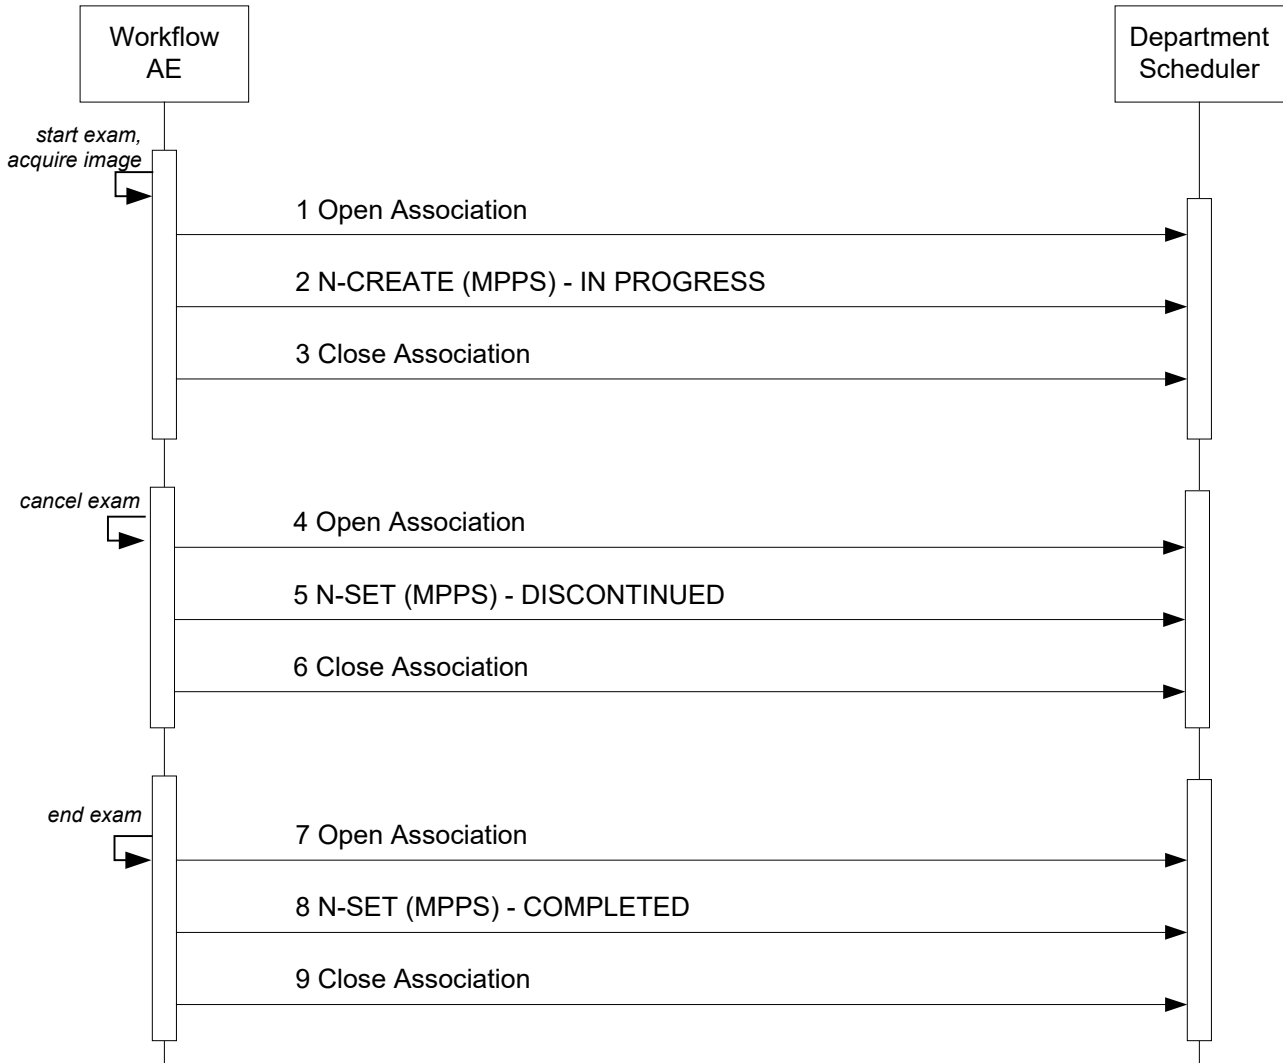 Workflow
AE
Department
Scheduler
start exam,
acquire image
1 Open Association
2 N-CREATE (MPPS) - IN PROGRESS
3 Close Association
cancel exam
4 Open Association
5 N-SET (MPPS) - DISCONTINUED
6 Close Association
end exam
7 Open Association
8 N-SET (MPPS) - COMPLETED
9 Close Association